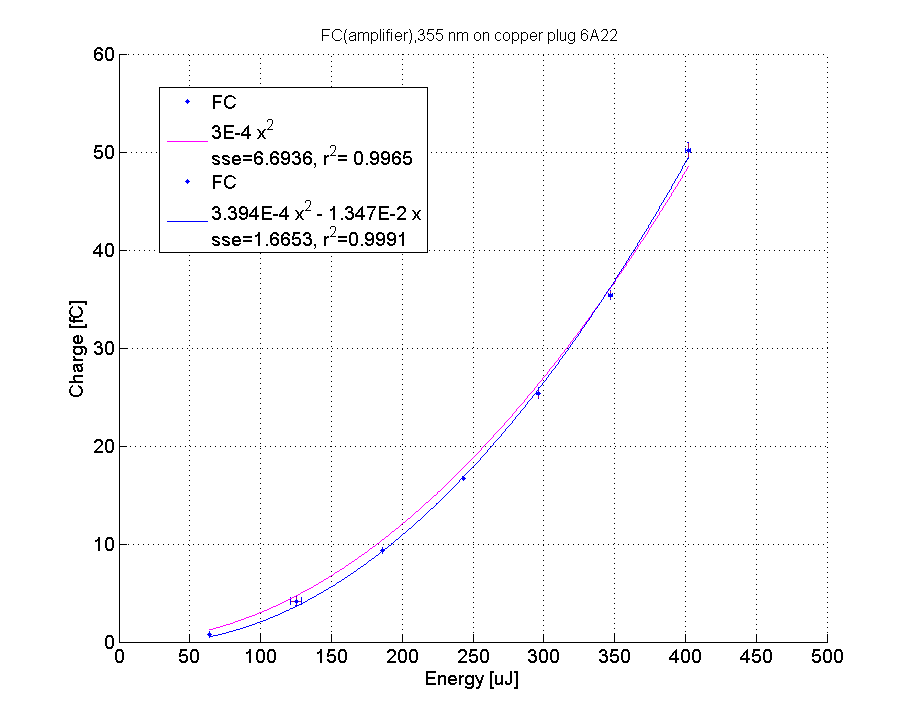 FC(amplifier),355 nm on copper plug 6A22
60
50
40
30
20
10
0
Charge [fC]
FC
3E-4 x²
sse=6.6936, r²= 0.9965
FC
3.394E-4 x² - 1.347E-2 x
sse=1.6653, r²=0.9991
0 50 100 150 200 250 300 350 400 450 500
Energy [uJ]